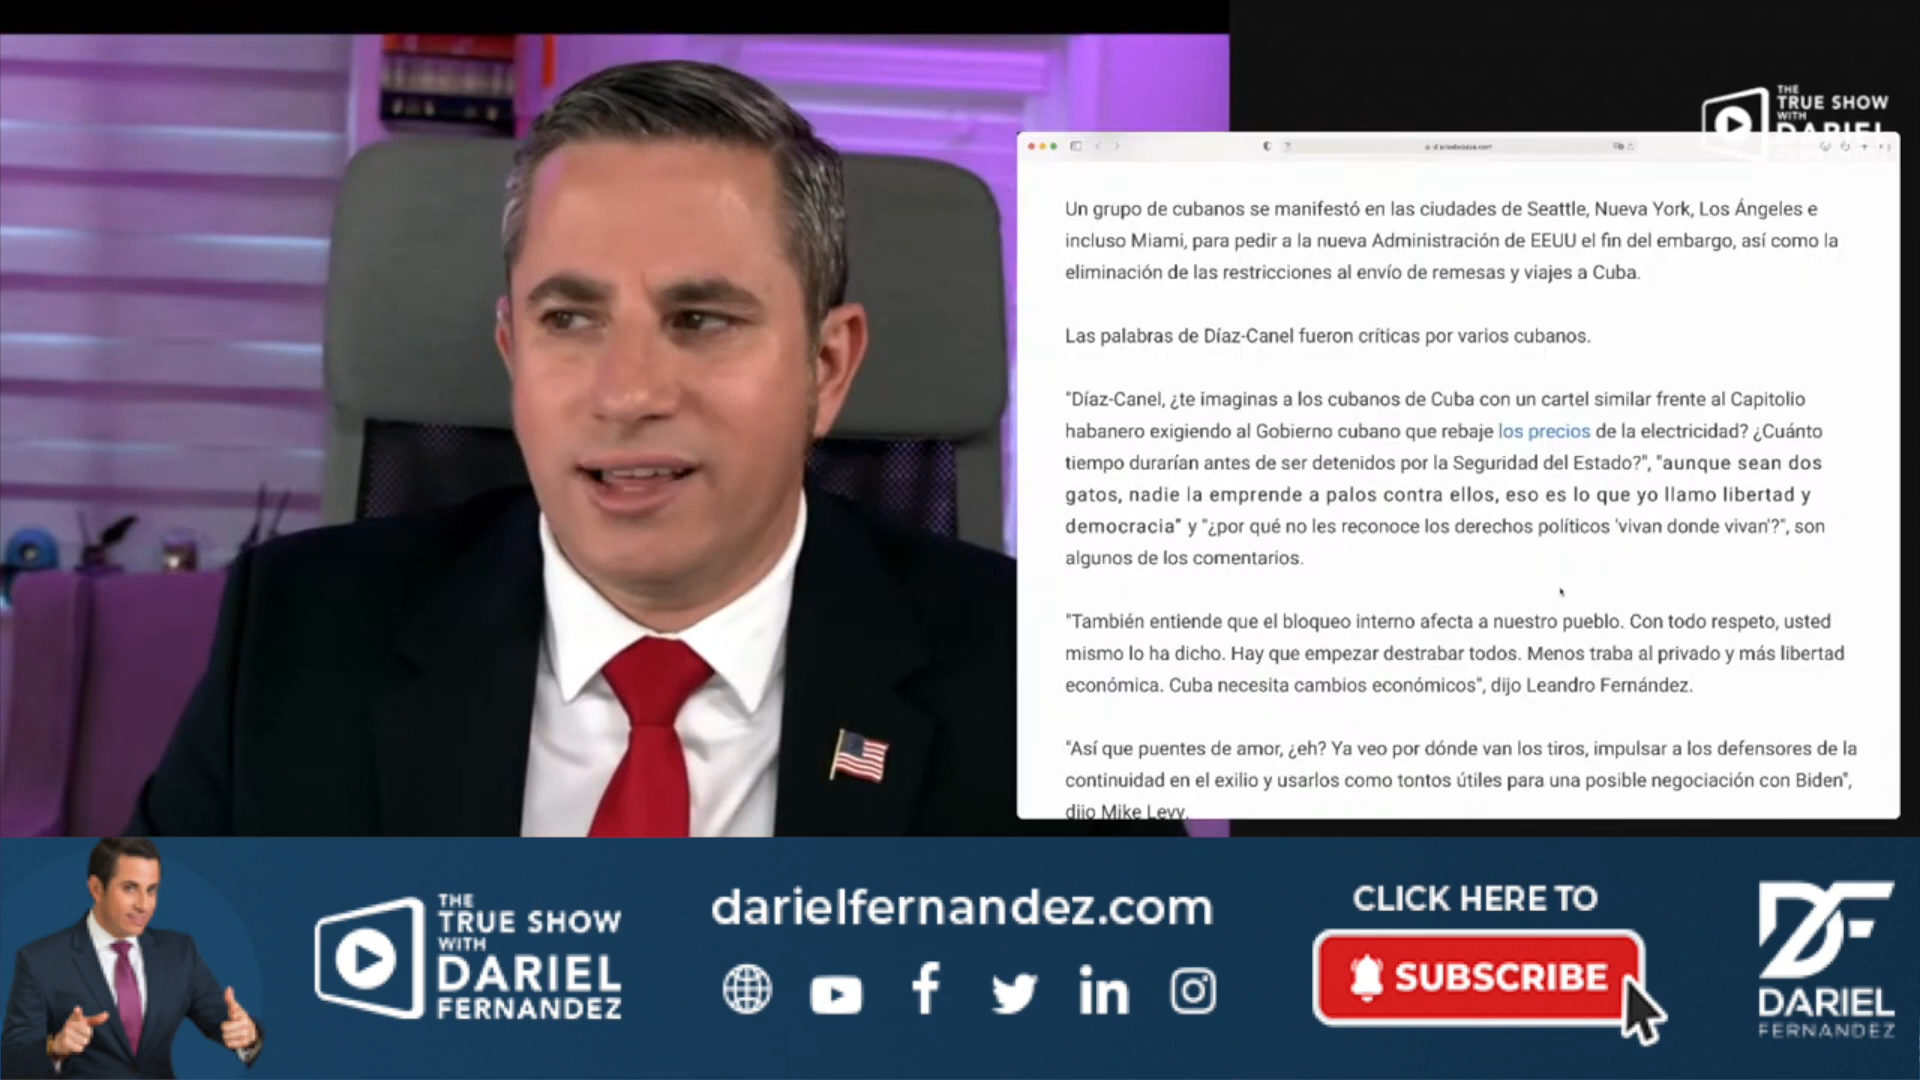 THE
TRUE SHOW
WITH
DARIEL
Un grupo de cubanos se manifestó en las ciudades de Seattle, Nueva York, Los Ángeles e
incluso Miami, para pedir a la nueva Administración de EEUU el fin del embargo, así como la
eliminación de las restricciones al envío de remesas y viajes a Cuba.
Las palabras de Díaz-Canel fueron críticas por varios cubanos.
"Díaz-Canel, ¿te imaginas a los cubanos de Cuba con un cartel similar frente al Capitolio
habanero exigiendo al Gobierno cubano que rebaje los precios de la electricidad? ¿Cuánto
tiempo durarían antes de ser detenidos por la Seguridad del Estado?", "aunque sean dos
gatos, nadie la emprende a palos contra ellos, eso es lo que yo llamo libertad y
democracia" y "¿por qué no les reconoce los derechos políticos 'vivan donde vivan'?", son
algunos de los comentarios.
"También entiende que el bloqueo interno afecta a nuestro pueblo. Con todo respeto, usted
mismo lo ha dicho. Hay que empezar destrabar todos. Menos traba al privado y más libertad
económica. Cuba necesita cambios económicos", dijo Leandro Fernández.
"Así que puentes de amor, ¿eh? Ya veo por dónde van los tiros, impulsar a los defensores de la
continuidad en el exilio y usarlos como tontos útiles para una posible negociación con Biden",
dijo Mike Levy.
THE
TRUE SHOW
WITH
DARIEL
FERNANDEZ
darielfernandez.com
CLICK HERE TO
SUBSCRIBE
DF
DARIEL
FERNANDEZ